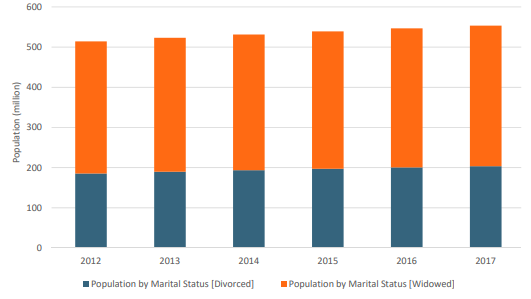 600
500
400
300
200
100
0
Population (million)
2012 2013 2014 2015 2016 2017
Population by Marital Status [Divorced] Population by Marital Status [Widowed]